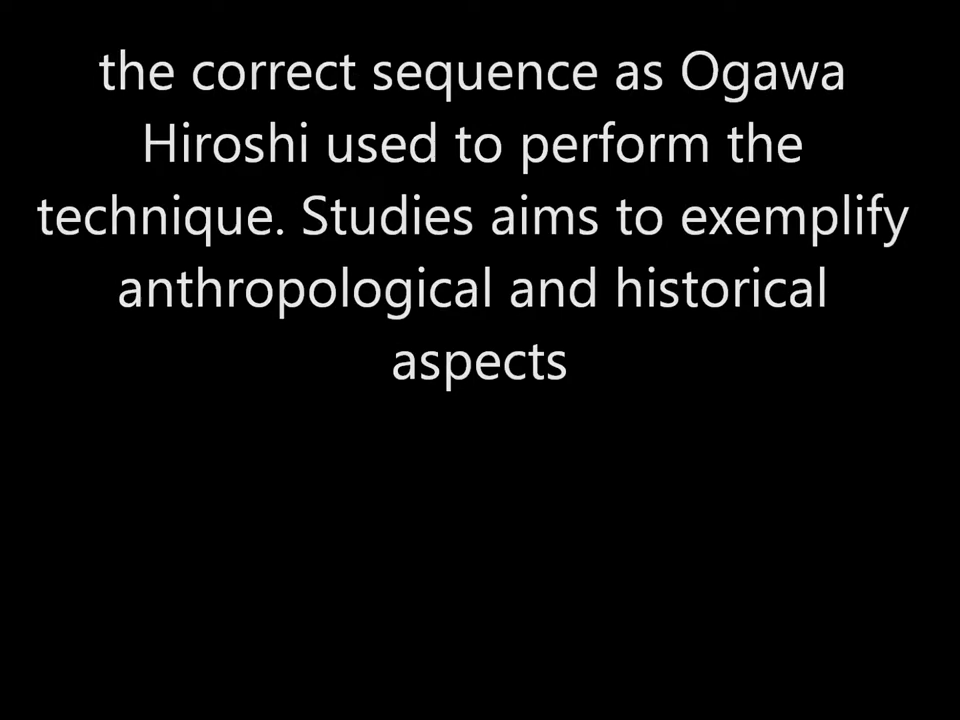 the correct sequence as Ogawa
Hiroshi used to perform the
technique. Studies aims to exemplify
anthropological and historical
aspects